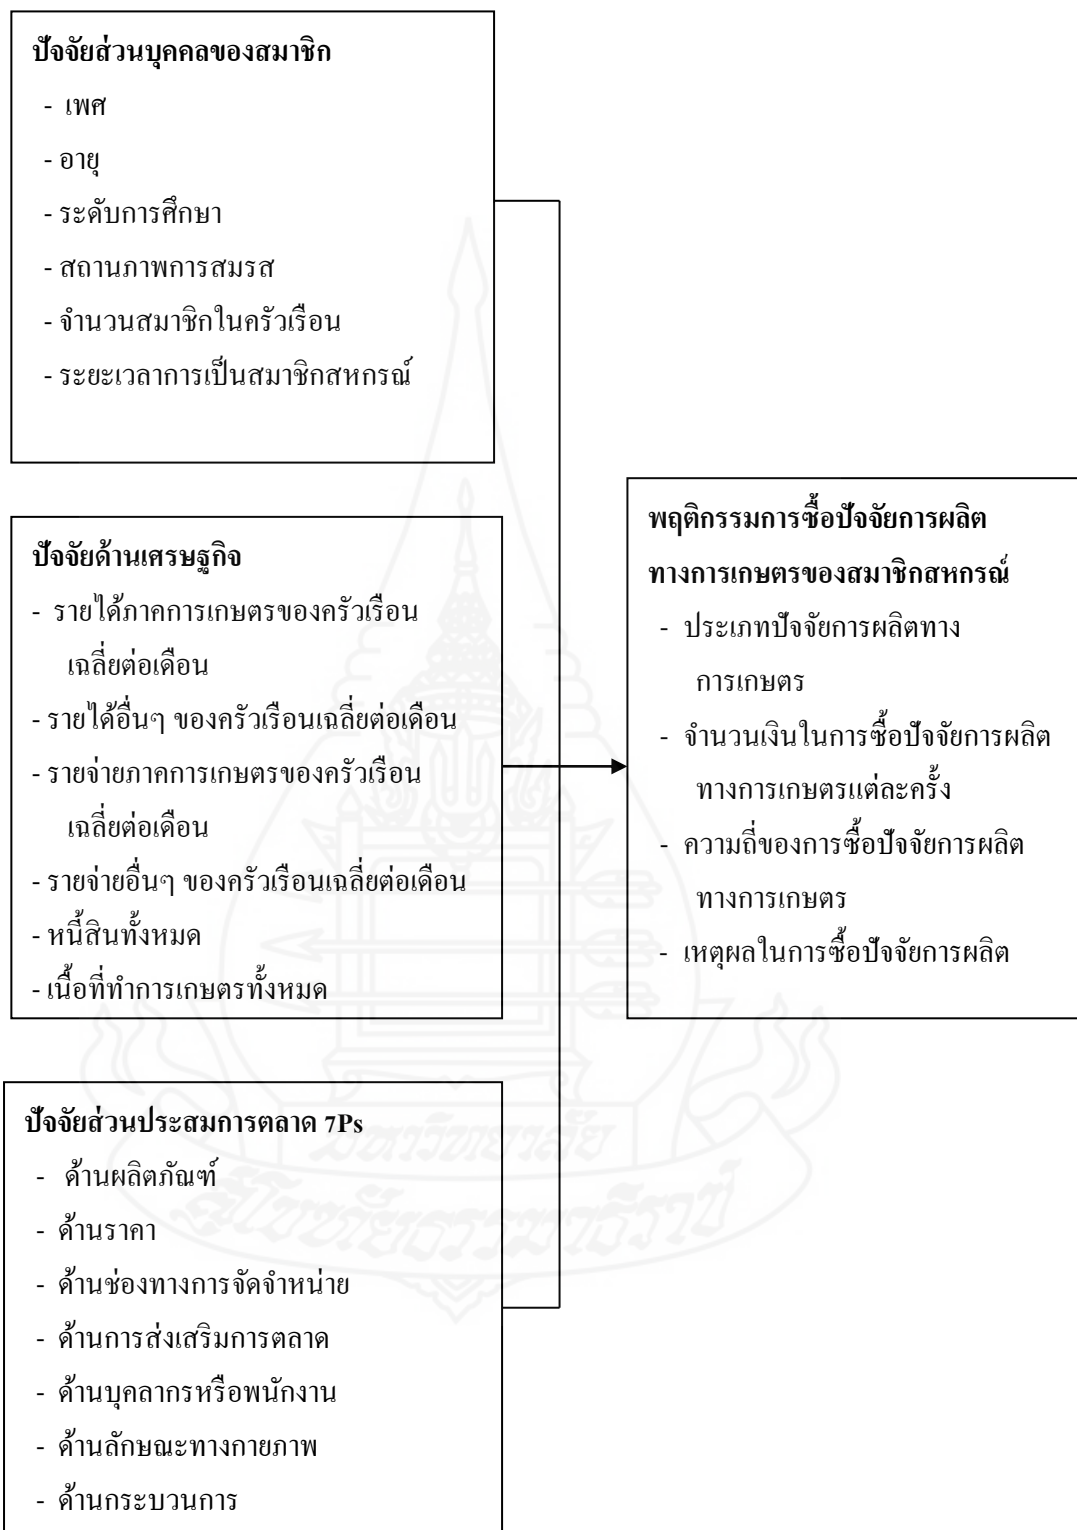 ปัจจัยส่วนบุคคลของสมาชิก
- เพศ
- อายุ
- ระดับการศึกษา
- สถานภาพการสมรส
- จำนวนสมาชิกในครัวเรือน
- ระยะเวลาการเป็นสมาชิกสหกรณ์
ปัจจัยด้านเศรษฐกิจ
- รายได้ภาคการเกษตรของครัวเรือน
เฉลี่ยต่อเดือน
- รายได้อื่นๆ ของครัวเรือนเฉลี่ยต่อเดือน
- รายจ่ายภาคการเกษตรของครัวเรือน
เฉลี่ยต่อเดือน
- รายจ่ายอื่นๆ ของครัวเรือนเฉลี่ยต่อเดือน
- หนี้สินทั้งหมด
- เนื้อที่ทำการเกษตรทั้งหมด
ปัจจัยส่วนประสมการตลาด 7Ps
- ด้านผลิตภัณฑ์
- ด้านราคา
- ด้านช่องทางการจัดจำหน่าย
- ด้านการส่งเสริมการตลาด
- ด้านบุคลากรหรือพนักงาน
- ด้านลักษณะทางกายภาพ
- ด้านกระบวนการ
พฤติกรรมการซื้อปัจจัยการผลิต
ทางการเกษตรของสมาชิกสหกรณ์
- ประเภทปัจจัยการผลิตทาง
การเกษตร
- จำนวนเงินในการซื้อปัจจัยการผลิต
ทางการเกษตรแต่ละครั้ง
- ความถี่ของการซื้อปัจจัยการผลิต
ทางการเกษตร
- เหตุผลในการซื้อปัจจัยการผลิต
มหาวิทยาลัย
สุโขทัยธรรมาธิราช